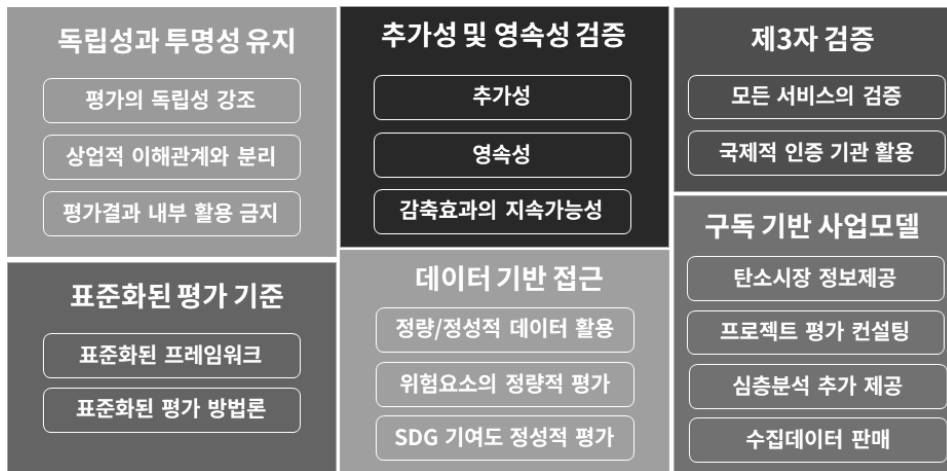 독립성과 투명성 유지
평가의 독립성 강조
상업적 이해관계와 분리
평가결과 내부 활용 금지
표준화된 평가 기준
표준화된 프레임워크
표준화된 평가 방법론
추가성 및 영속성 검증
추가성
영속성
감축효과의 지속가능성
데이터 기반 접근
정량/정성적 데이터 활용
위험요소의 정량적 평가
SDG 기여도 정성적 평가
제3자 검증
모든 서비스의 검증
국제적 인증 기관 활용
구독 기반 사업모델
탄소시장 정보제공
프로젝트 평가 컨설팅
심층분석 추가 제공
수집데이터 판매